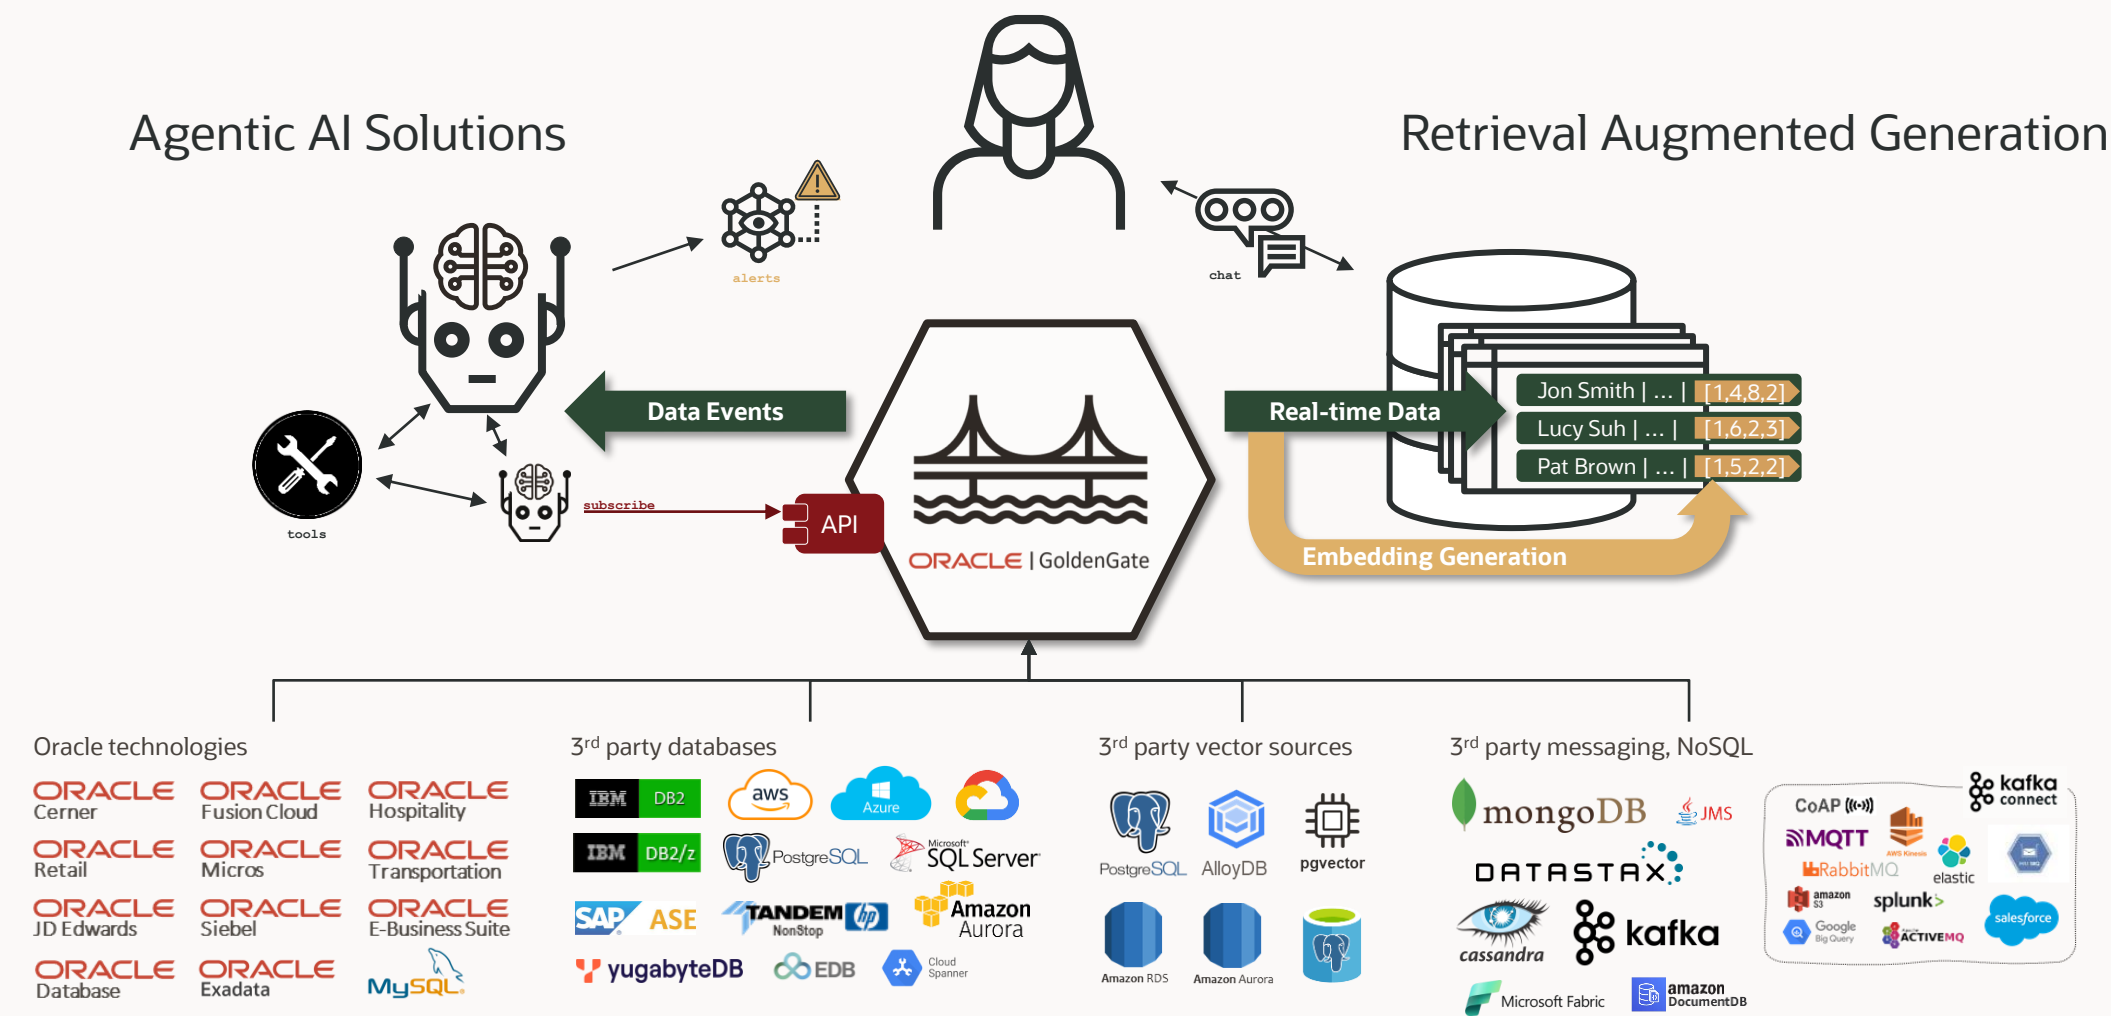 Agentic AI Solutions
Retrieval Augmented Generation
alerts
chat
Jon Smith | ... | [1,4,8,2]
Lucy Suh | ... | [1,6,2,3]
Pat Brown | ... | [1,5,2,2]
Data Events
Real-time Data
tools
subscribe
API
ORACLE | GoldenGate
Embedding Generation
Oracle technologies
ORACLE Cerner
ORACLE Fusion Cloud
ORACLE Hospitality
ORACLE Retail
ORACLE Micros
ORACLE Transportation
ORACLE JD Edwards
ORACLE Siebel
ORACLE E-Business Suite
ORACLE Database
ORACLE Exadata
MySQL
3rd party databases
IBM DB2
aws
Azure
IBM DB2/z
PostgreSQL
Microsoft SQL Server
SAP ASE
TANDEM NonStop hp
Amazon Aurora
yugabyteDB
EDB
Cloud Spanner
3rd party vector sources
PostgreSQL
AlloyDB
pgvector
Amazon RDS
Amazon Aurora
3rd party messaging, NoSQL
mongoDB
JMS
DATASTAX
cassandra
kafka
Microsoft Fabric
amazon DocumentDB
kafka connect
CoAP
MQTT
AWS Kinesis
RabbitMQ
elastic
amazon S3
splunk>
salesforce
Google Big Query
ACTIVEMQ